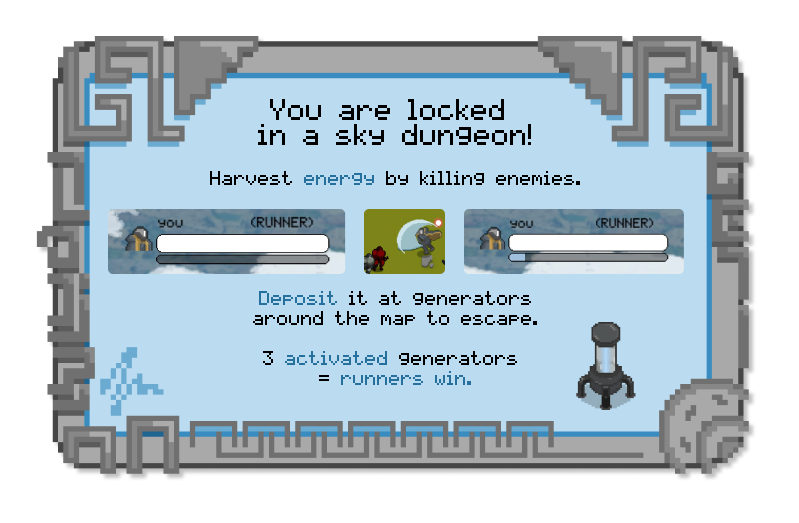 You are locked
in a sky dungeon!
Harvest energy by killing enemies.
you (RUNNER)
you (RUNNER)
Deposit it at generators
around the map to escape.
3 activated generators
= runners win.